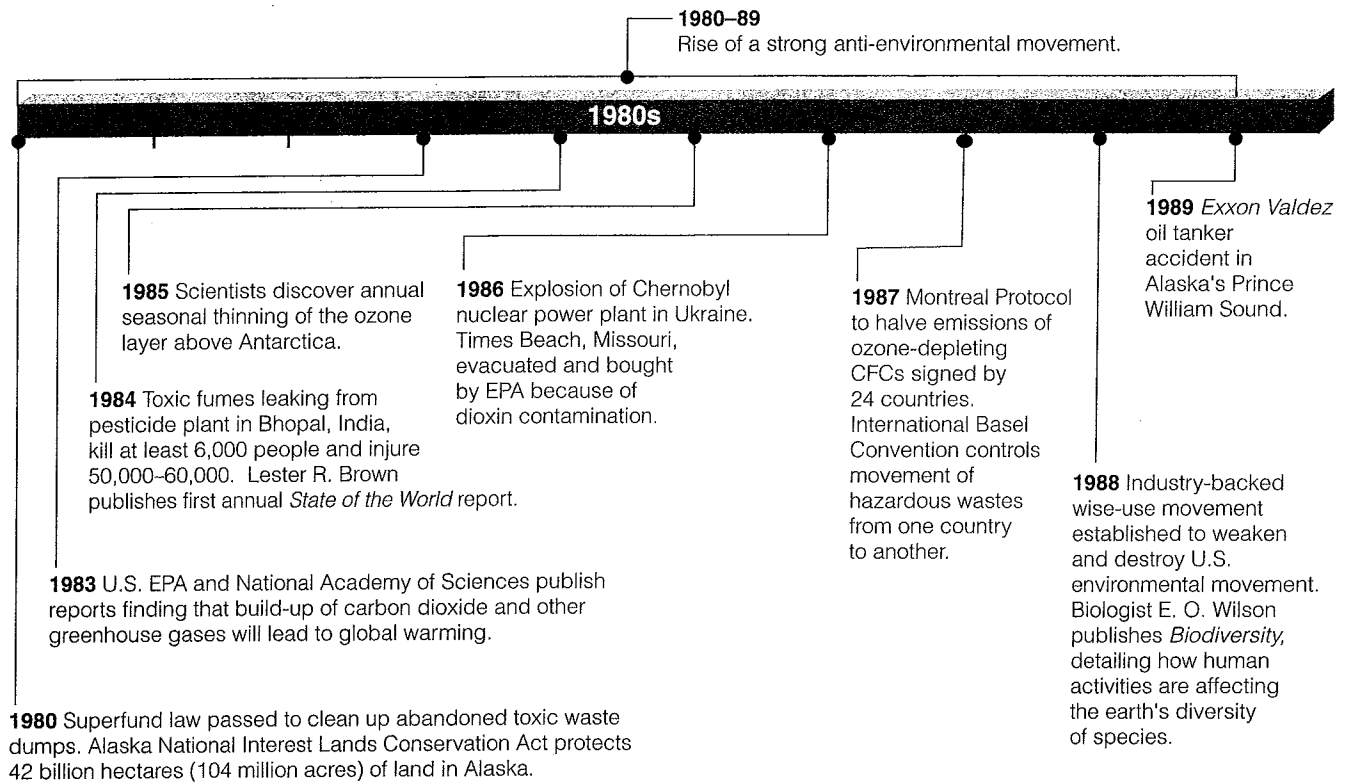 1980–89
Rise of a strong anti-environmental movement.
1980s
1989 Exxon Valdez
oil tanker
accident in
Alaska's Prince
William Sound.
1985 Scientists discover annual
seasonal thinning of the ozone
layer above Antarctica.
1986 Explosion of Chernobyl
nuclear power plant in Ukraine.
Times Beach, Missouri,
evacuated and bought
by EPA because of
dioxin contamination.
1987 Montreal Protocol
to halve emissions of
ozone-depleting
CFCs signed by
24 countries.
International Basel
Convention controls
movement of
hazardous wastes
from one country
to another.
1984 Toxic fumes leaking from
pesticide plant in Bhopal, India,
kill at least 6,000 people and injure
50,000–60,000. Lester R. Brown
publishes first annual State of the World report.
1988 Industry-backed
wise-use movement
established to weaken
and destroy U.S.
environmental movement.
Biologist E. O. Wilson
publishes Biodiversity,
detailing how human
activities are affecting
the earth's diversity
of species.
1983 U.S. EPA and National Academy of Sciences publish
reports finding that build-up of carbon dioxide and other
greenhouse gases will lead to global warming.
1980 Superfund law passed to clean up abandoned toxic waste
dumps. Alaska National Interest Lands Conservation Act protects
42 billion hectares (104 million acres) of land in Alaska.